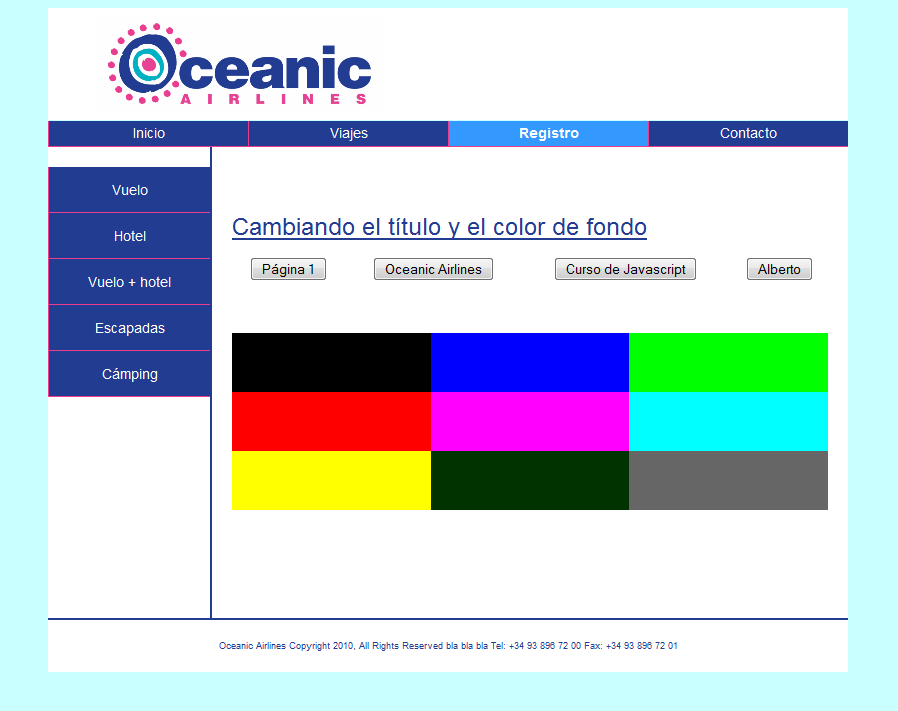 Oceanic
AIRLINES
Inicio Viajes Registro Contacto
Vuelo
Hotel
Vuelo + hotel
Escapadas
Cámping
Cambiando el título y el color de fondo
Página 1 Oceanic Airlines Curso de Javascript Alberto
Oceanic Airlines Copyright 2010, All Rights Reserved bla bla bla Tel: +34 93 896 72 00 Fax: +34 93 896 72 01